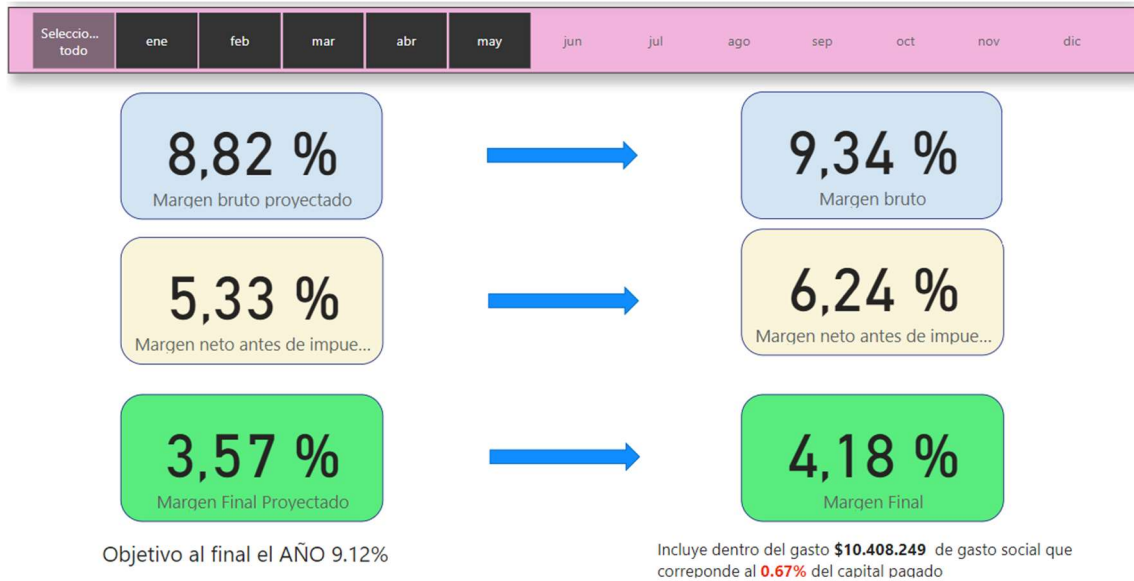 Seleccio...
todo
ene feb mar abr may jun jul ago sep oct nov dic
8,82 %
Margen bruto proyectado
9,34 %
Margen bruto
5,33 %
Margen neto antes de impue...
6,24 %
Margen neto antes de impue...
3,57 %
Margen Final Proyectado
4,18 %
Margen Final
Objetivo al final el AÑO 9.12%
Incluye dentro del gasto $10.408.249 de gasto social que
correponde al 0.67% del capital pagado